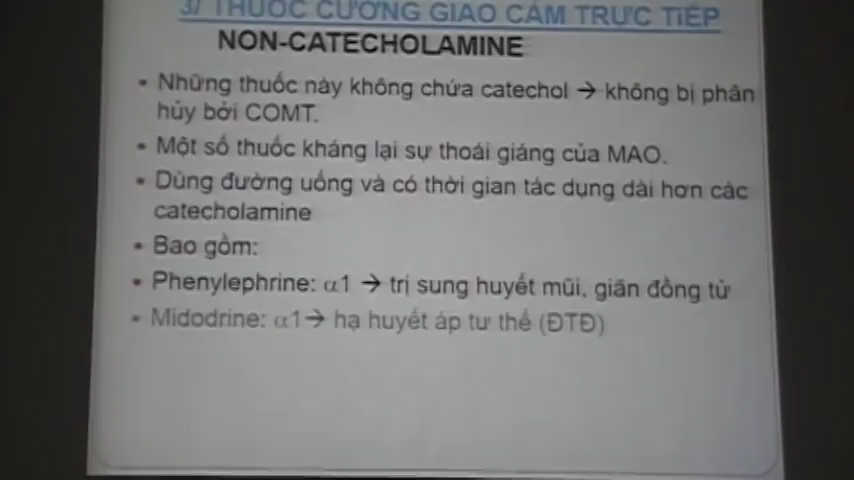 3/ THUỐC CƯỜNG GIAO CẢM TRỰC TIẾP
NON-CATECHOLAMINE
• Những thuốc này không chứa catechol → không bị phân
hủy bởi COMT.
• Một số thuốc kháng lại sự thoái giáng của MAO.
• Dùng đường uống và có thời gian tác dụng dài hơn các
catecholamine
• Bao gồm:
• Phenylephrine: α1 → trị sung huyết mũi, giãn đồng tử
• Midodrine: α1→ hạ huyết áp tư thế (ĐTĐ)